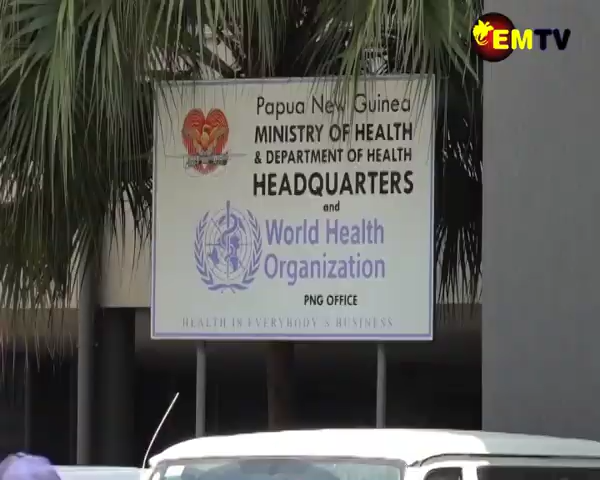 EMTV
Papua New Guinea
MINISTRY OF HEALTH
& DEPARTMENT OF HEALTH
HEADQUARTERS
and
World Health
Organization
PNG OFFICE
HEALTH IS EVERYBODY'S BUSINESS